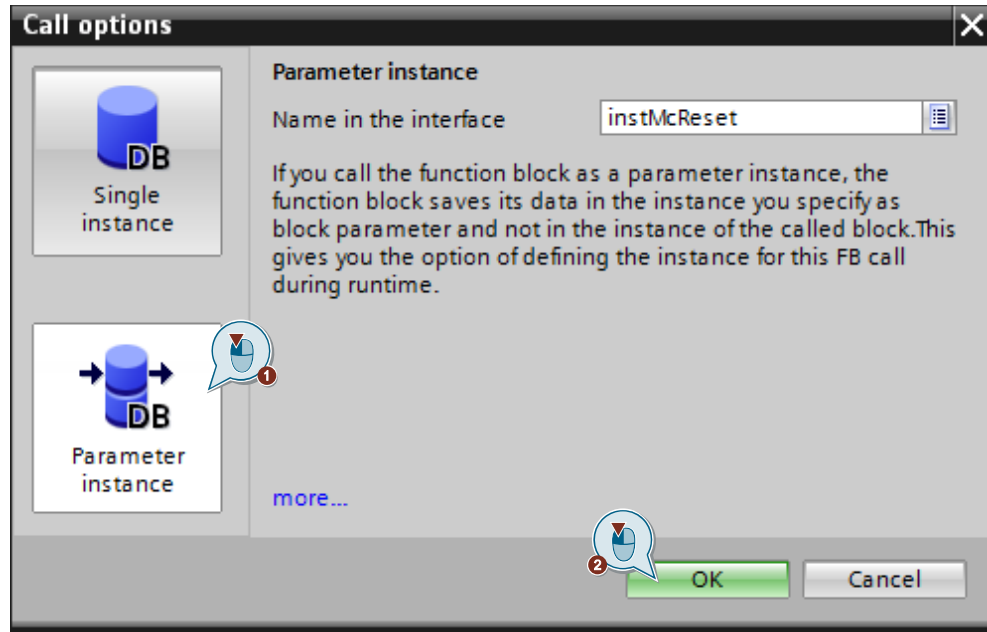 Call options
DB
Single
instance
DB
Parameter
instance
1
Parameter instance
Name in the interface
instMcReset
If you call the function block as a parameter instance, the
function block saves its data in the instance you specify as
block parameter and not in the instance of the called block.This
gives you the option of defining the instance for this FB call
during runtime.
more...
2
OK
Cancel